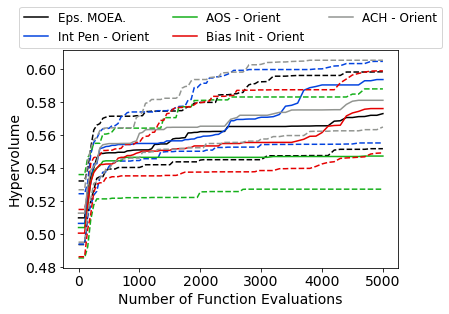 Eps. MOEA. AOS - Orient ACH - Orient
Int Pen - Orient Bias Init - Orient
Hypervolume
0.60
0.58
0.56
0.54
0.52
0.50
0.48
0 1000 2000 3000 4000 5000
Number of Function Evaluations